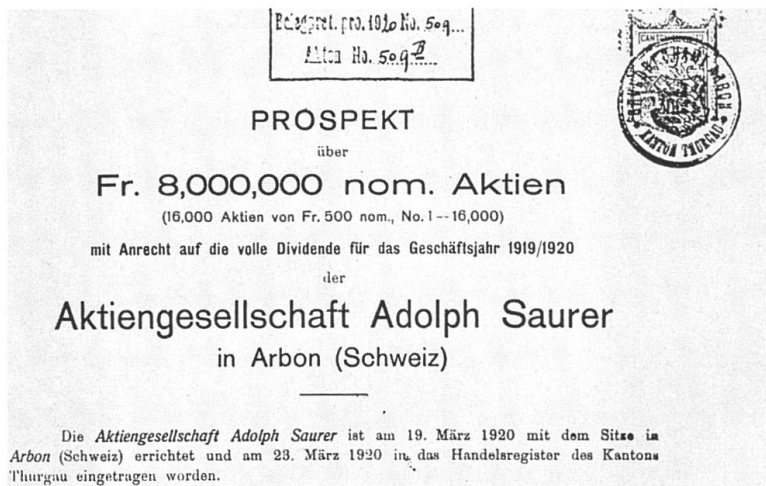 Belegret. pro. 1920 No. 509
Akten No. 509 B
KANTON THURGAU
PROSPEKT
über
Fr. 8,000,000 nom. Aktien
(16,000 Aktien von Fr. 500 nom., No. 1–16,000)
mit Anrecht auf die volle Dividende für das Geschäftsjahr 1919/1920
der
Aktiengesellschaft Adolph Saurer
in Arbon (Schweiz)
Die Aktiengesellschaft Adolph Saurer ist am 19. März 1920 mit dem Sitze in
Arbon (Schweiz) errichtet und am 23. März 1920 in das Handelsregister des Kantons
Thurgau eingetragen worden.